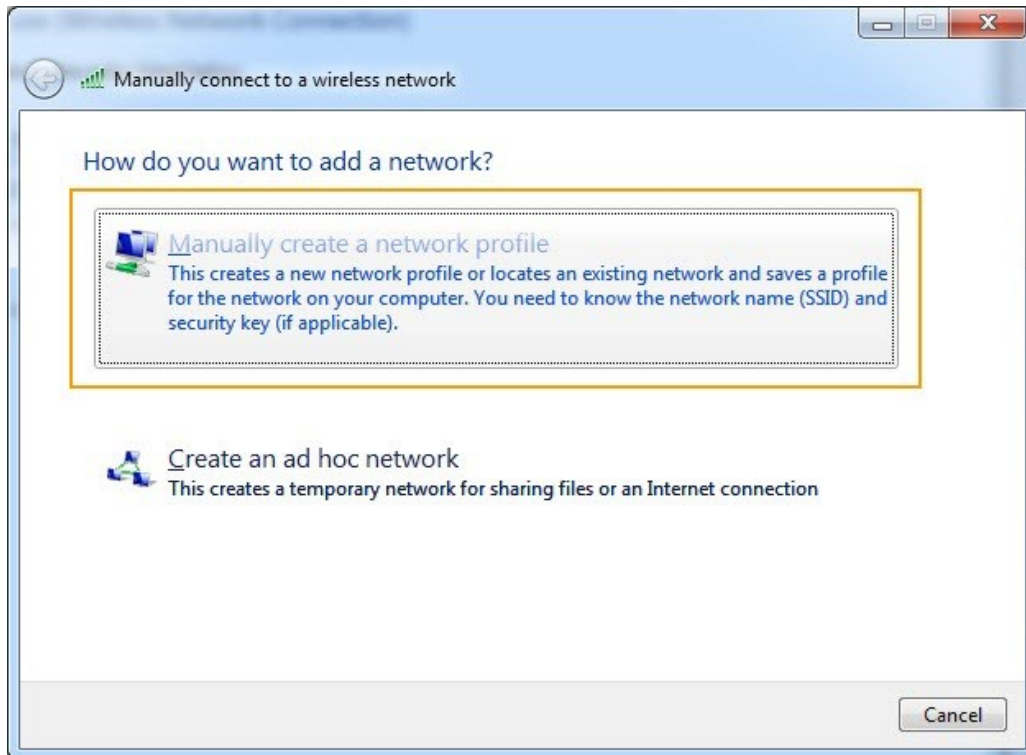 Manually connect to a wireless network
How do you want to add a network?
Manually create a network profile
This creates a new network profile or locates an existing network and saves a profile
for the network on your computer. You need to know the network name (SSID) and
security key (if applicable).
Create an ad hoc network
This creates a temporary network for sharing files or an Internet connection
Cancel